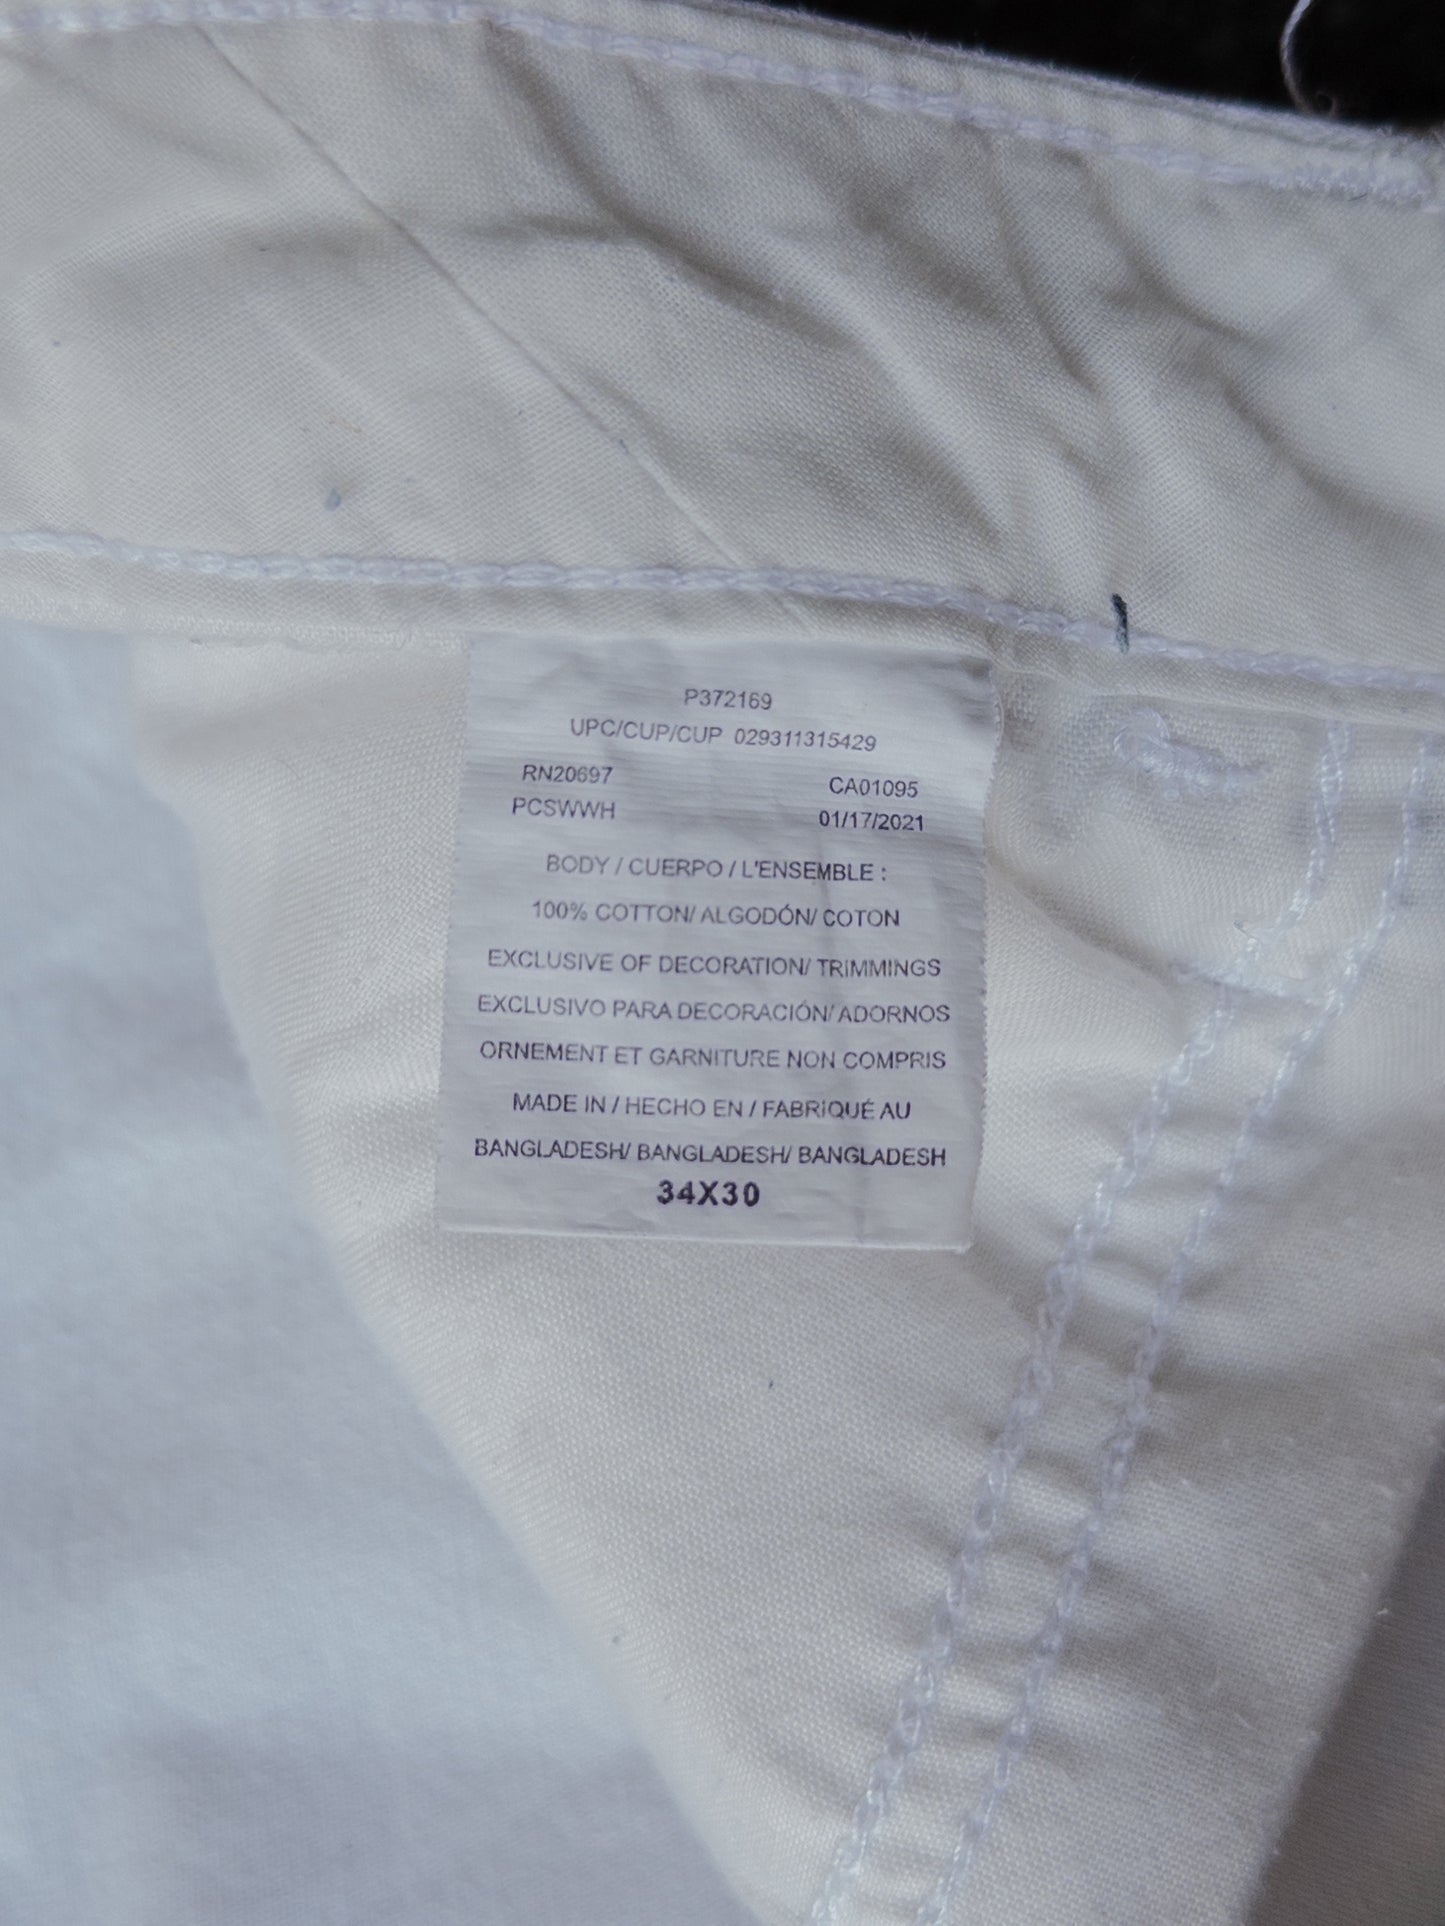 P372169
UPC/CUP/CUP 029311315429
RN20697 CA01095
PCSWWH 01/17/2021
BODY / CUERPO / L'ENSEMBLE :
100% COTTON/ ALGODÓN/ COTON
EXCLUSIVE OF DECORATION/ TRIMMINGS
EXCLUSIVO PARA DECORACIÓN/ ADORNOS
ORNEMENT ET GARNITURE NON COMPRIS
MADE IN / HECHO EN / FABRIQUÉ AU
BANGLADESH/ BANGLADESH/ BANGLADESH
34X30